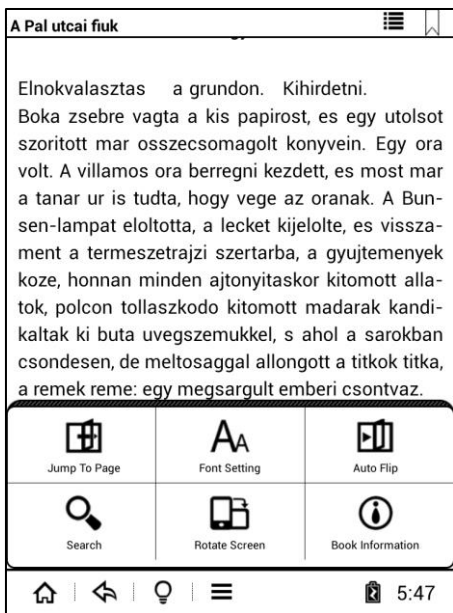 A Pal utcai fiuk
Elnokvalasztas a grundon. Kihirdetni.
Boka zsebre vagta a kis papirost, es egy utolsot
szoritott mar osszecsomagolt konyvein. Egy ora
volt. A villamos ora berregni kezdett, es most mar
a tanar ur is tudta, hogy vege az oranak. A Bun-
sen-lampat eloltotta, a lecket kijelolte, es vissza-
ment a termeszetrajzi szertarba, a gyujtemenyek
koze, honnan minden ajtonyitaskor kitomott alla-
tok, polcon tollaszkodo kitomott madarak kandi-
kaltak ki buta uvegszemukkel, s ahol a sarokban
csondesen, de meltosaggal allongott a titkok titka,
a remek reme: egy megsargult emberi csontvaz.
Jump To Page
Font Setting
Auto Flip
Search
Rotate Screen
Book Information
5:47